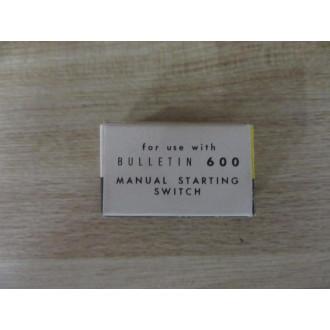 for use with
BULLETIN 600
MANUAL STARTING
SWITCH